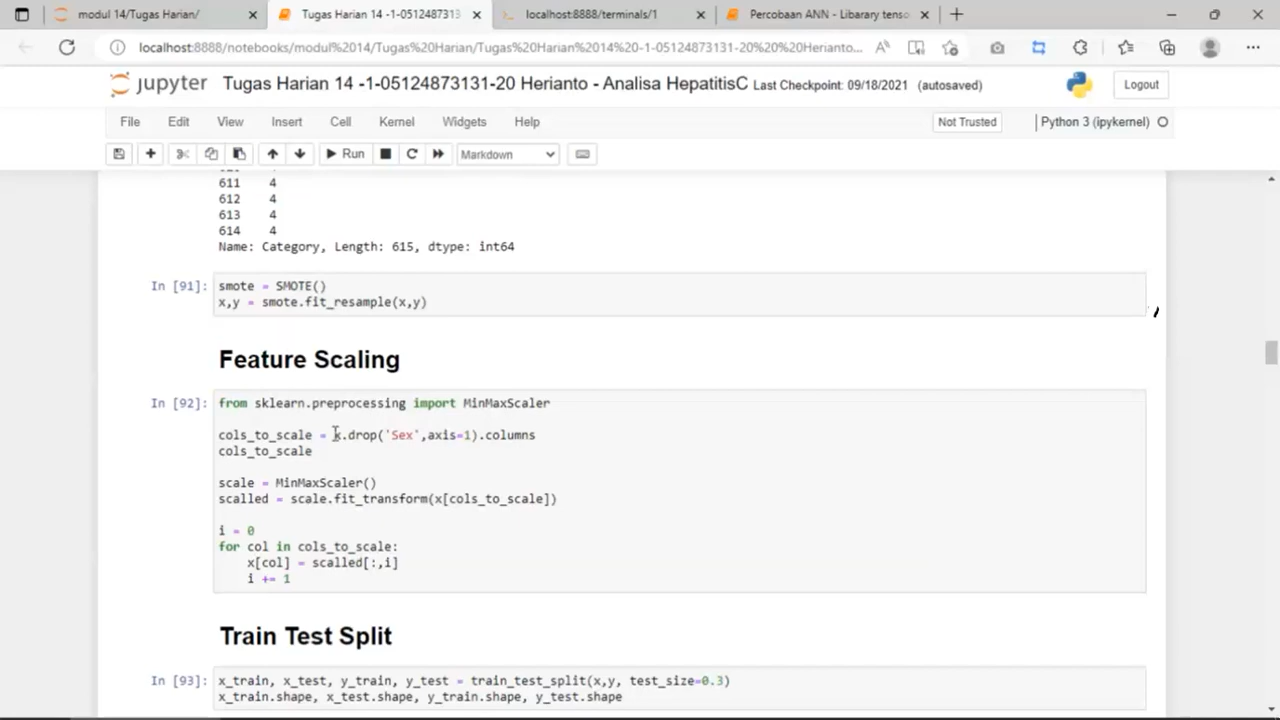 modul 14/Tugas Harian/
Tugas Harian 14 -1-0512487313
localhost:8888/terminals/1
Percobaan ANN - Libarary tenso
localhost:8888/notebooks/modul%2014/Tugas%20Harian/Tugas%20Harian%2014%20-1-05124873131-20%20%20Herianto...
jupyter Tugas Harian 14 -1-05124873131-20 Herianto - Analisa HepatitisC Last Checkpoint: 09/18/2021 (autosaved)
Logout
File Edit View Insert Cell Kernel Widgets Help
Not Trusted
Python 3 (ipykernel)
Run
Markdown
611 4
612 4
613 4
614 4
Name: Category, Length: 615, dtype: int64
In [91]: smote = SMOTE()
x,y = smote.fit_resample(x,y)
Feature Scaling
In [92]: from sklearn.preprocessing import MinMaxScaler
cols_to_scale = x.drop('Sex',axis=1).columns
cols_to_scale
scale = MinMaxScaler()
scalled = scale.fit_transform(x[cols_to_scale])
i = 0
for col in cols_to_scale:
x[col] = scalled[:,i]
i += 1
Train Test Split
In [93]: x_train, x_test, y_train, y_test = train_test_split(x,y, test_size=0.3)
x_train.shape, x_test.shape, y_train.shape, y_test.shape